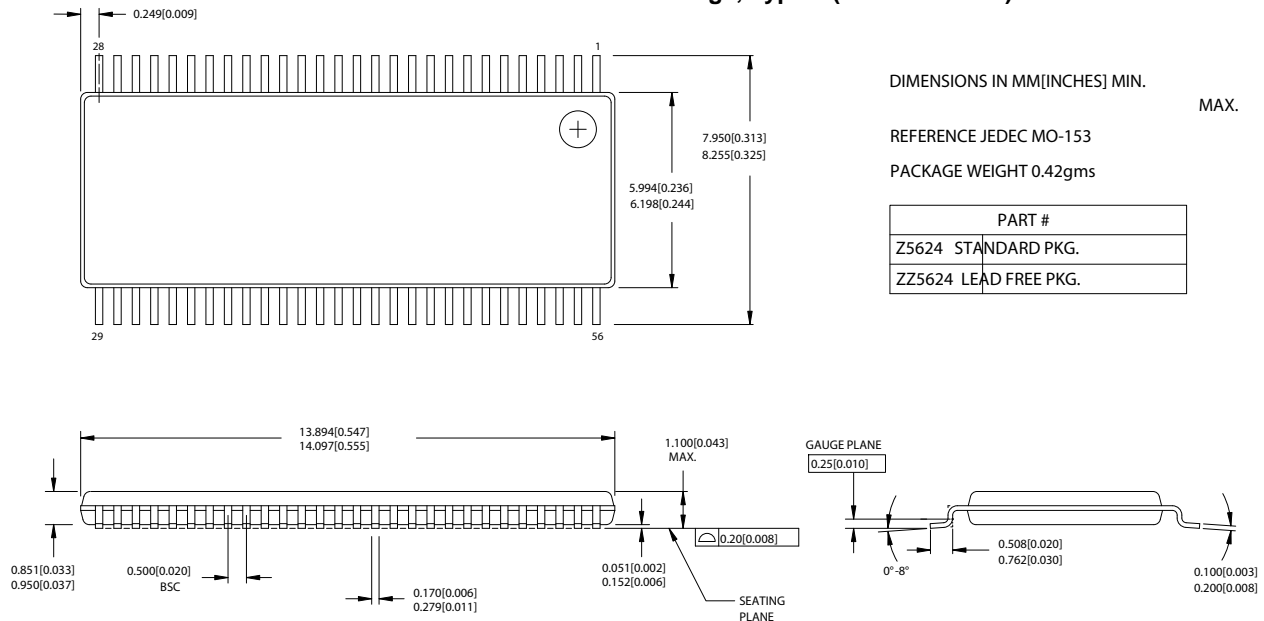 0.249[0.009]
28
1
7.950[0.313]
8.255[0.325]
5.994[0.236]
6.198[0.244]
29
56
DIMENSIONS IN MM[INCHES] MIN.
MAX.
REFERENCE JEDEC MO-153
PACKAGE WEIGHT 0.42gms
PART #
Z5624 STANDARD PKG.
ZZ5624 LEAD FREE PKG.
13.894[0.547]
14.097[0.555]
1.100[0.043]
MAX.
GAUGE PLANE
0.25[0.010]
0.20[0.008]
0.851[0.033]
0.950[0.037]
0.500[0.020]
BSC
0.170[0.006]
0.279[0.011]
0.051[0.002]
0.152[0.006]
SEATING
PLANE
0°-8°
0.508[0.020]
0.762[0.030]
0.100[0.003]
0.200[0.008]